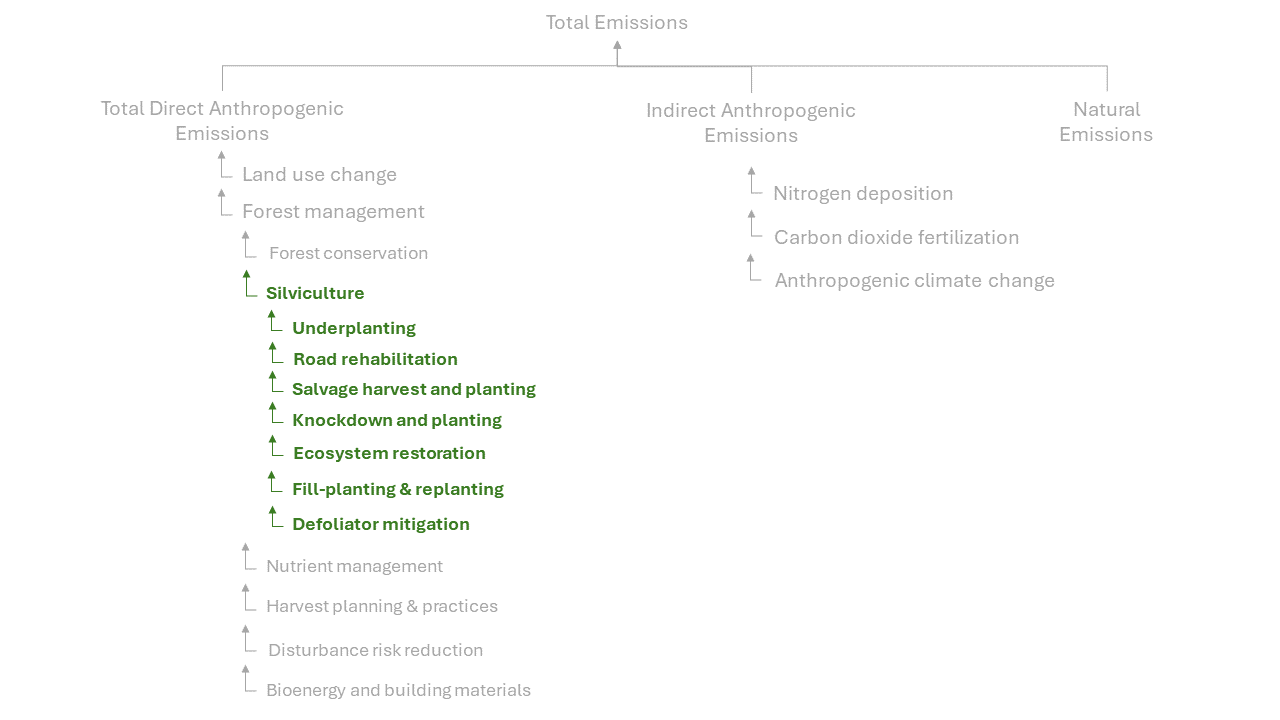 Total Emissions
Total Direct Anthropogenic
Emissions
Land use change
Forest management
Forest conservation
Silviculture
Underplanting
Road rehabilitation
Salvage harvest and planting
Knockdown and planting
Ecosystem restoration
Fill-planting & replanting
Defoliator mitigation
Nutrient management
Harvest planning & practices
Disturbance risk reduction
Bioenergy and building materials
Indirect Anthropogenic
Emissions
Nitrogen deposition
Carbon dioxide fertilization
Anthropogenic climate change
Natural
Emissions